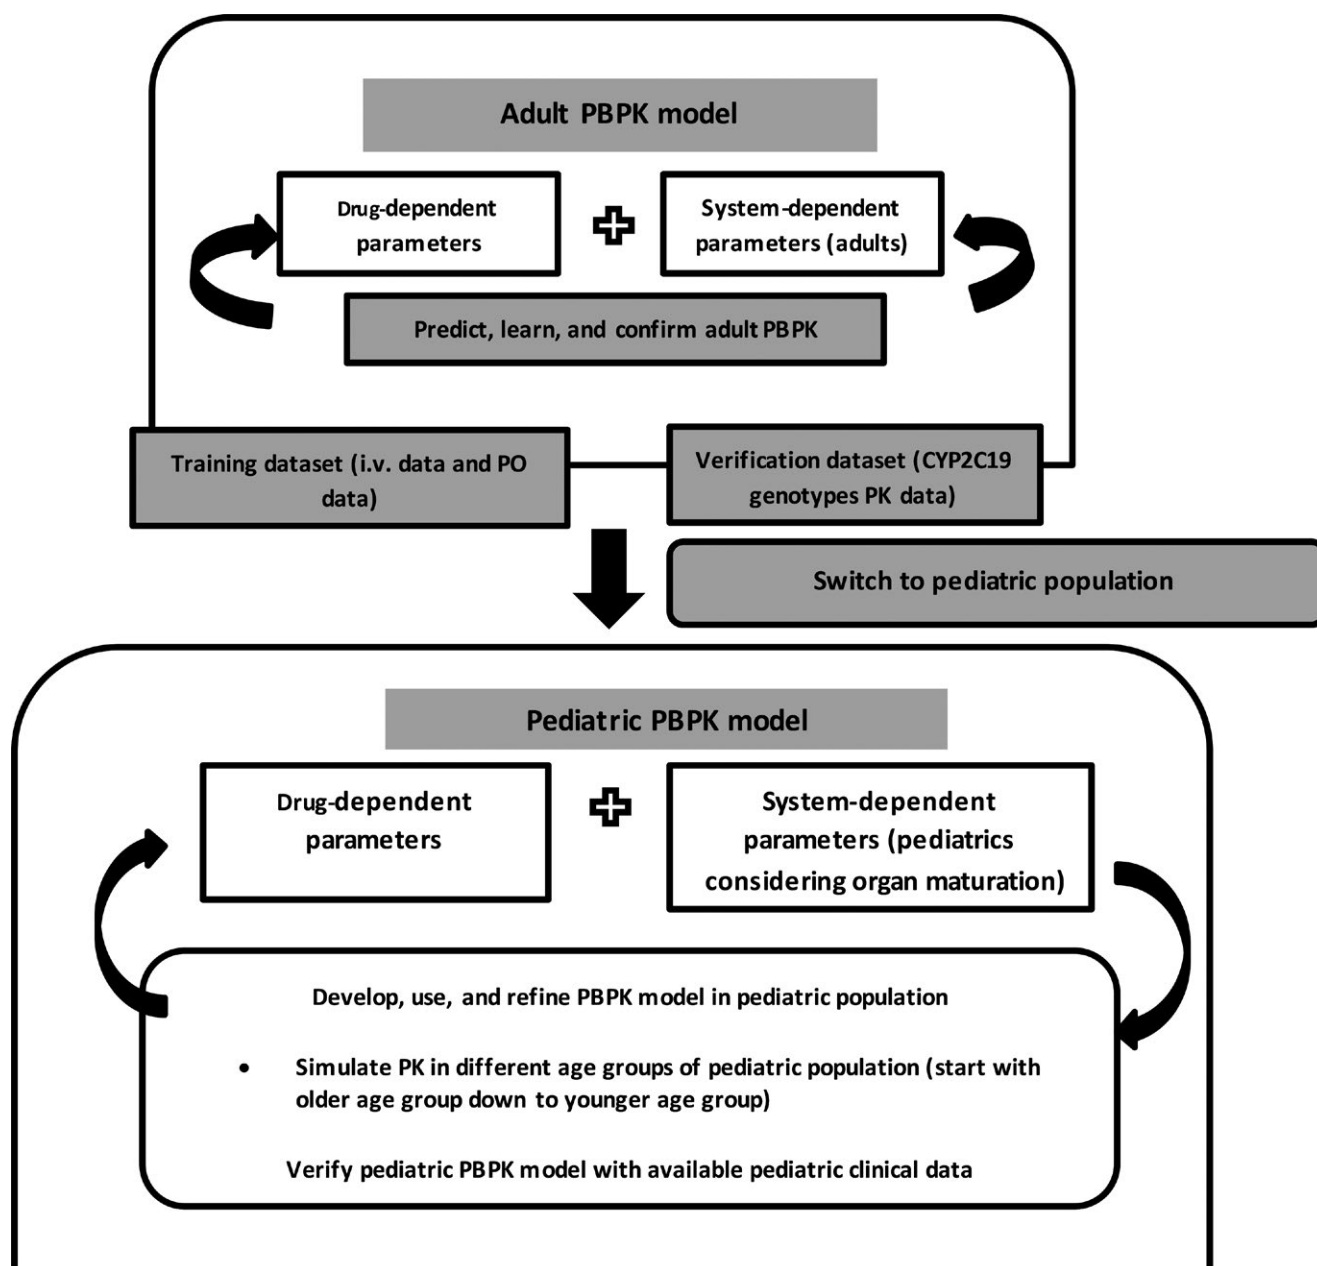 Adult PBPK model
Drug-dependent
parameters
System-dependent
parameters (adults)
Predict, learn, and confirm adult PBPK
Training dataset (i.v. data and PO
data)
Verification dataset (CYP2C19
genotypes PK data)
Switch to pediatric population
Pediatric PBPK model
Drug-dependent
parameters
System-dependent
parameters (pediatrics
considering organ maturation)
Develop, use, and refine PBPK model in pediatric population
• Simulate PK in different age groups of pediatric population (start with
older age group down to younger age group)
Verify pediatric PBPK model with available pediatric clinical data